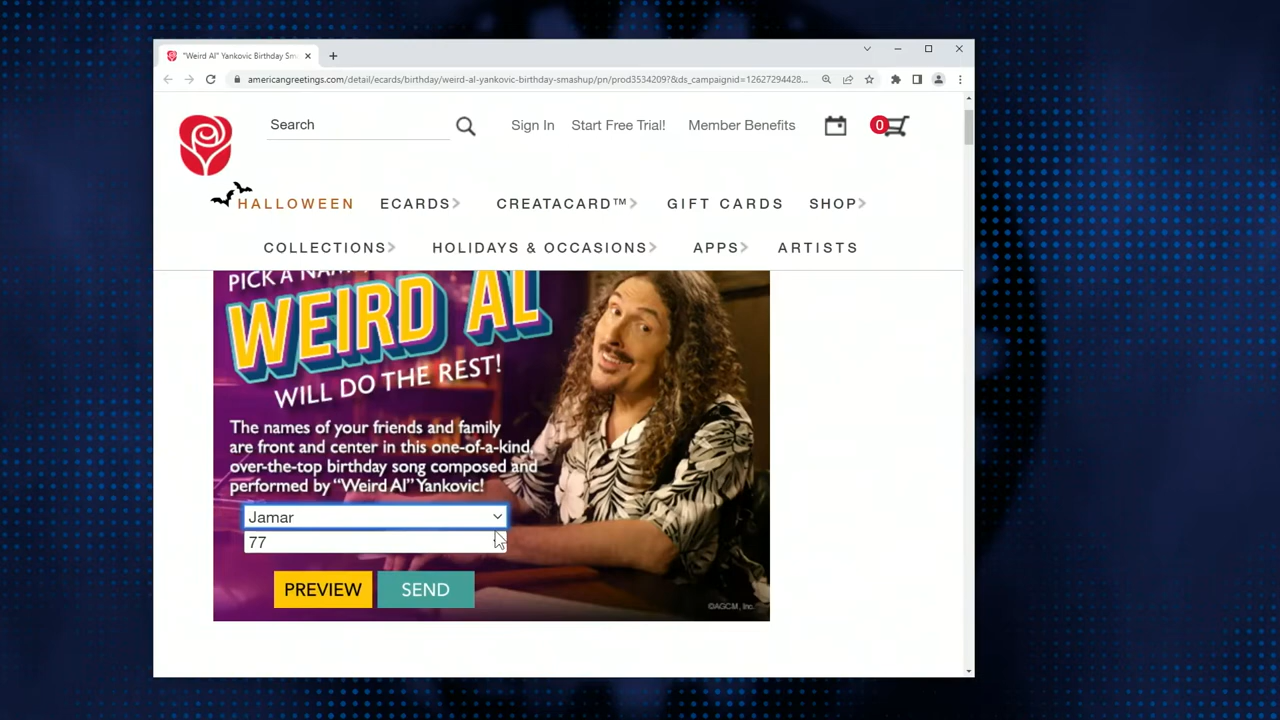 "Weird Al" Yankovic Birthday Sm
americangreetings.com/detail/ecards/birthday/weird-al-yankovic-birthday-smashup/pn/prod3534209?&ds_campaignid=12627294428...
Search
Sign In Start Free Trial! Member Benefits
0
HALLOWEEN ECARDS CREATACARD™ GIFT CARDS SHOP
COLLECTIONS HOLIDAYS & OCCASIONS APPS ARTISTS
PICK A NAM
WEIRD AL
WILL DO THE REST!
The names of your friends and family
are front and center in this one-of-a-kind,
over-the-top birthday song composed and
performed by "Weird Al" Yankovic!
Jamar
77
PREVIEW SEND
©AGCM, Inc.